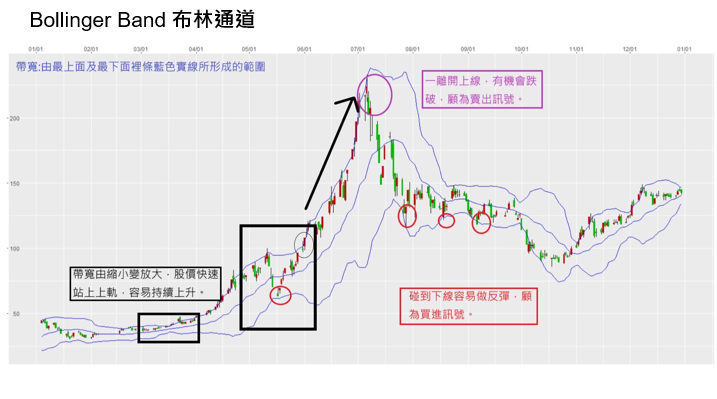 Bollinger Band 布林通道
01/01 02/01 03/01 04/01 05/01 06/01 07/01 08/01 09/01 10/01 11/01 12/01 01/01
帶寬:由最上面及最下面裡條藍色實線所形成的範圍
一離開上線，有機會跌
破，顧為賣出訊號。
200
150
100
帶寬由縮小變放大，股價快速
站上上軌，容易持續上升。
碰到下線容易做反彈，顧
為買進訊號。
50